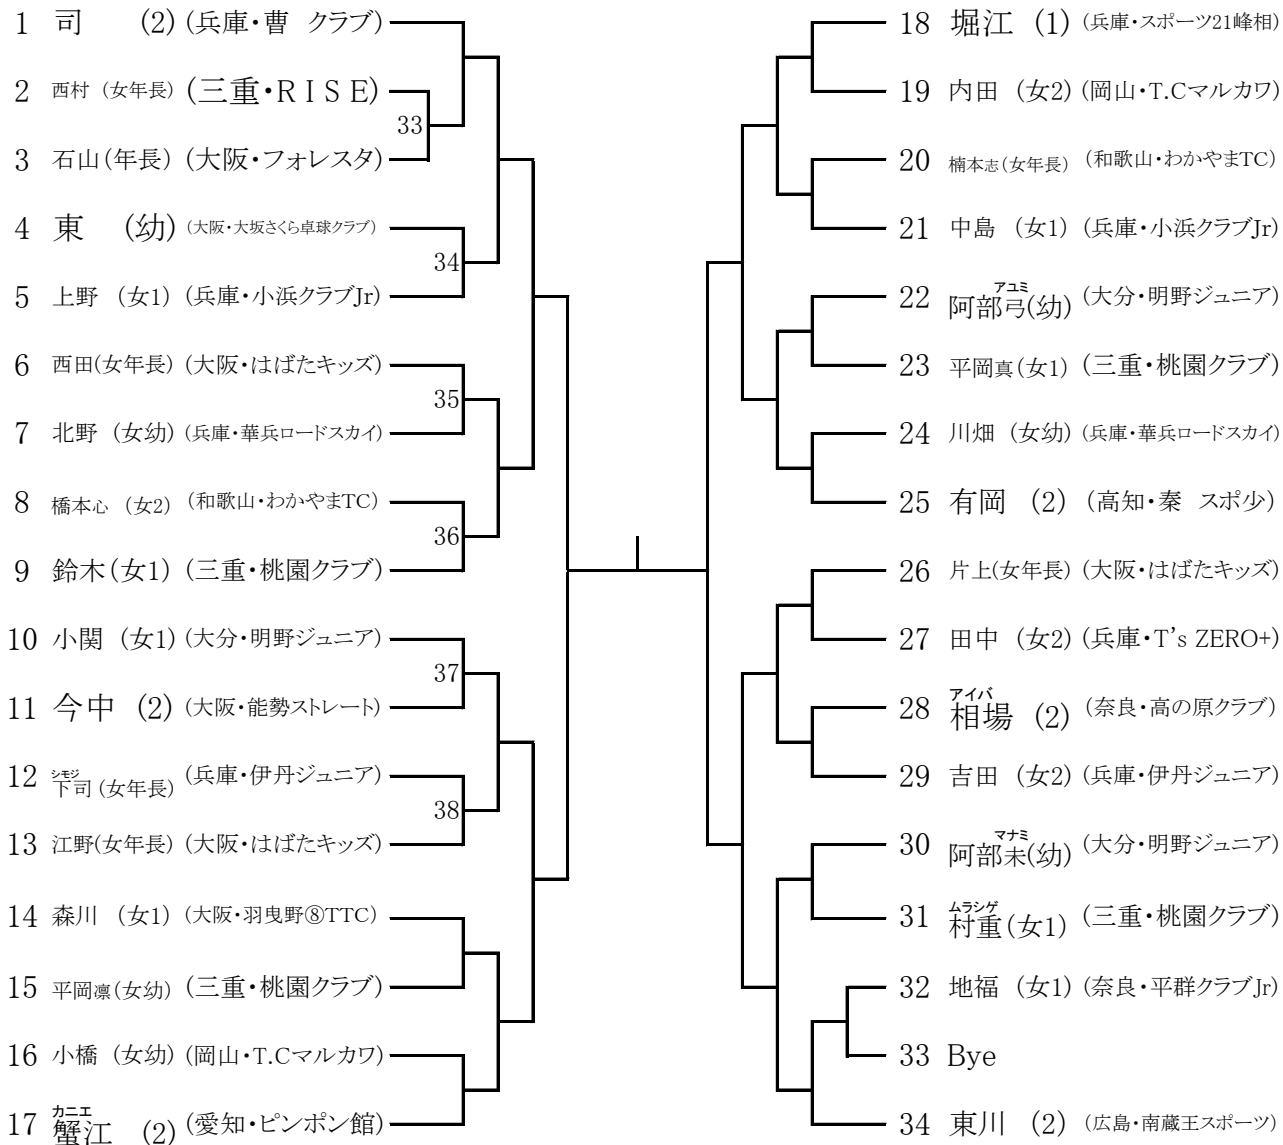 1 司 (2) (兵庫・曹 クラブ)
2 西村 (女年長) (三重・RISE)
33
3 石山(年長) (大阪・フォレスタ)
4 東 (幼) (大阪・大坂さくら卓球クラブ)
34
5 上野 (女1) (兵庫・小浜クラブJr)
6 西田(女年長) (大阪・はばたキッズ)
35
7 北野 (女幼) (兵庫・華兵ロードスカイ)
8 橋本心 (女2) (和歌山・わかやまTC)
36
9 鈴木(女1) (三重・桃園クラブ)
10 小関 (女1) (大分・明野ジュニア)
37
11 今中 (2) (大阪・能勢ストレート)
シモジ
12 下司(女年長) (兵庫・伊丹ジュニア)
38
13 江野(女年長) (大阪・はばたキッズ)
14 森川 (女1) (大阪・羽曳野⑧TTC)
15 平岡凛(女幼) (三重・桃園クラブ)
16 小橋 (女幼) (岡山・T.Cマルカワ)
カニエ
17 蟹江 (2) (愛知・ピンポン館)
18 堀江 (1) (兵庫・スポーツ21峰相)
19 内田 (女2) (岡山・T.Cマルカワ)
20 楠本志(女年長) (和歌山・わかやまTC)
21 中島 (女1) (兵庫・小浜クラブJr)
アユミ
22 阿部弓(幼) (大分・明野ジュニア)
23 平岡真(女1) (三重・桃園クラブ)
24 川畑 (女幼) (兵庫・華兵ロードスカイ)
25 有岡 (2) (高知・秦 スポ少)
26 片上(女年長) (大阪・はばたキッズ)
27 田中 (女2) (兵庫・T's ZERO+)
アイバ
28 相場 (2) (奈良・高の原クラブ)
29 吉田 (女2) (兵庫・伊丹ジュニア)
マナミ
30 阿部未(幼) (大分・明野ジュニア)
ムラシゲ
31 村重(女1) (三重・桃園クラブ)
32 地福 (女1) (奈良・平群クラブJr)
33 Bye
34 東川 (2) (広島・南蔵王スポーツ)